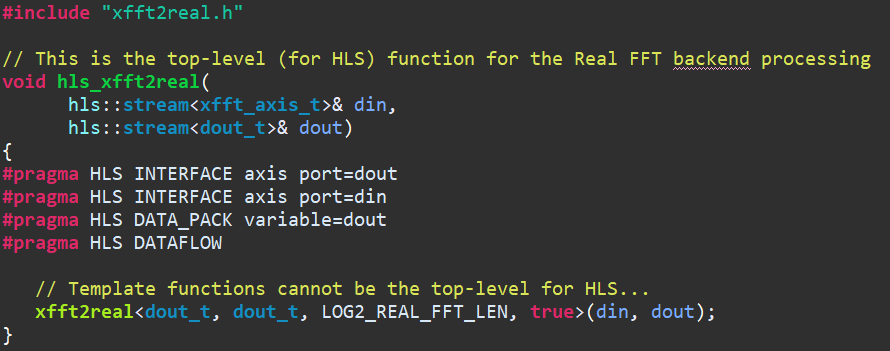 #include "xfft2real.h"
// This is the top-level (for HLS) function for the Real FFT backend processing
void hls_xfft2real(
hls::stream<xfft_axis_t>& din,
hls::stream<dout_t>& dout)
{
#pragma HLS INTERFACE axis port=dout
#pragma HLS INTERFACE axis port=din
#pragma HLS DATA_PACK variable=dout
#pragma HLS DATAFLOW
// Template functions cannot be the top-level for HLS...
xfft2real<dout_t, dout_t, LOG2_REAL_FFT_LEN, true>(din, dout);
}